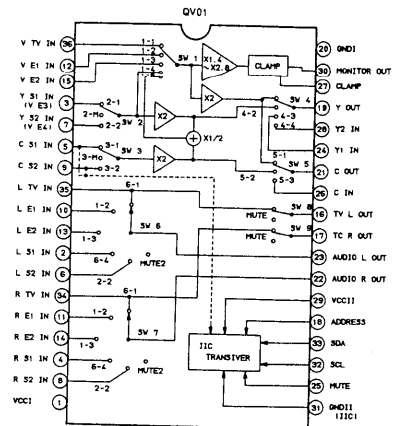 QV01
V TV IN 36
V E1 IN 12
V E2 IN 15
Y S1 IN 3
(V E3)
Y S2 IN 7
(V E4)
C S1 IN 5
C S2 IN 9
L TV IN 35
L E1 IN 10
L E2 IN 13
L S1 IN 2
L S2 IN 6
R TV IN 34
R E1 IN 11
R E2 IN 14
R S1 IN 4
R S2 IN 8
VCCI 1
1-1
1-2
1-3
1-4
SW 1
X1.4
X2.8
CLAMP
X2
2-1
2-M
2-2
SW 2
X2
4-2
SW 4
4-3
4-4
X1/2
3-1
3-M
3-2
SW 3
X2
5-1
SW 5
5-2
5-3
6-1
1-2
1-3
SW 6
6-4
2-2
MUTE2
MUTE
SW 8
SW 9
MUTE
6-1
1-2
1-3
SW 7
6-4
2-2
MUTE2
IIC
TRANSIVER
20 GNDI
30 MONITOR OUT
27 CLAMP
19 Y OUT
28 Y2 IN
24 Y1 IN
21 C OUT
26 C IN
16 TV L OUT
17 TC R OUT
23 AUDIO L OUT
22 AUDIO R OUT
29 VCCII
18 ADDRESS
33 SDA
32 SCL
25 MUTE
31 GNDII
(IIC)